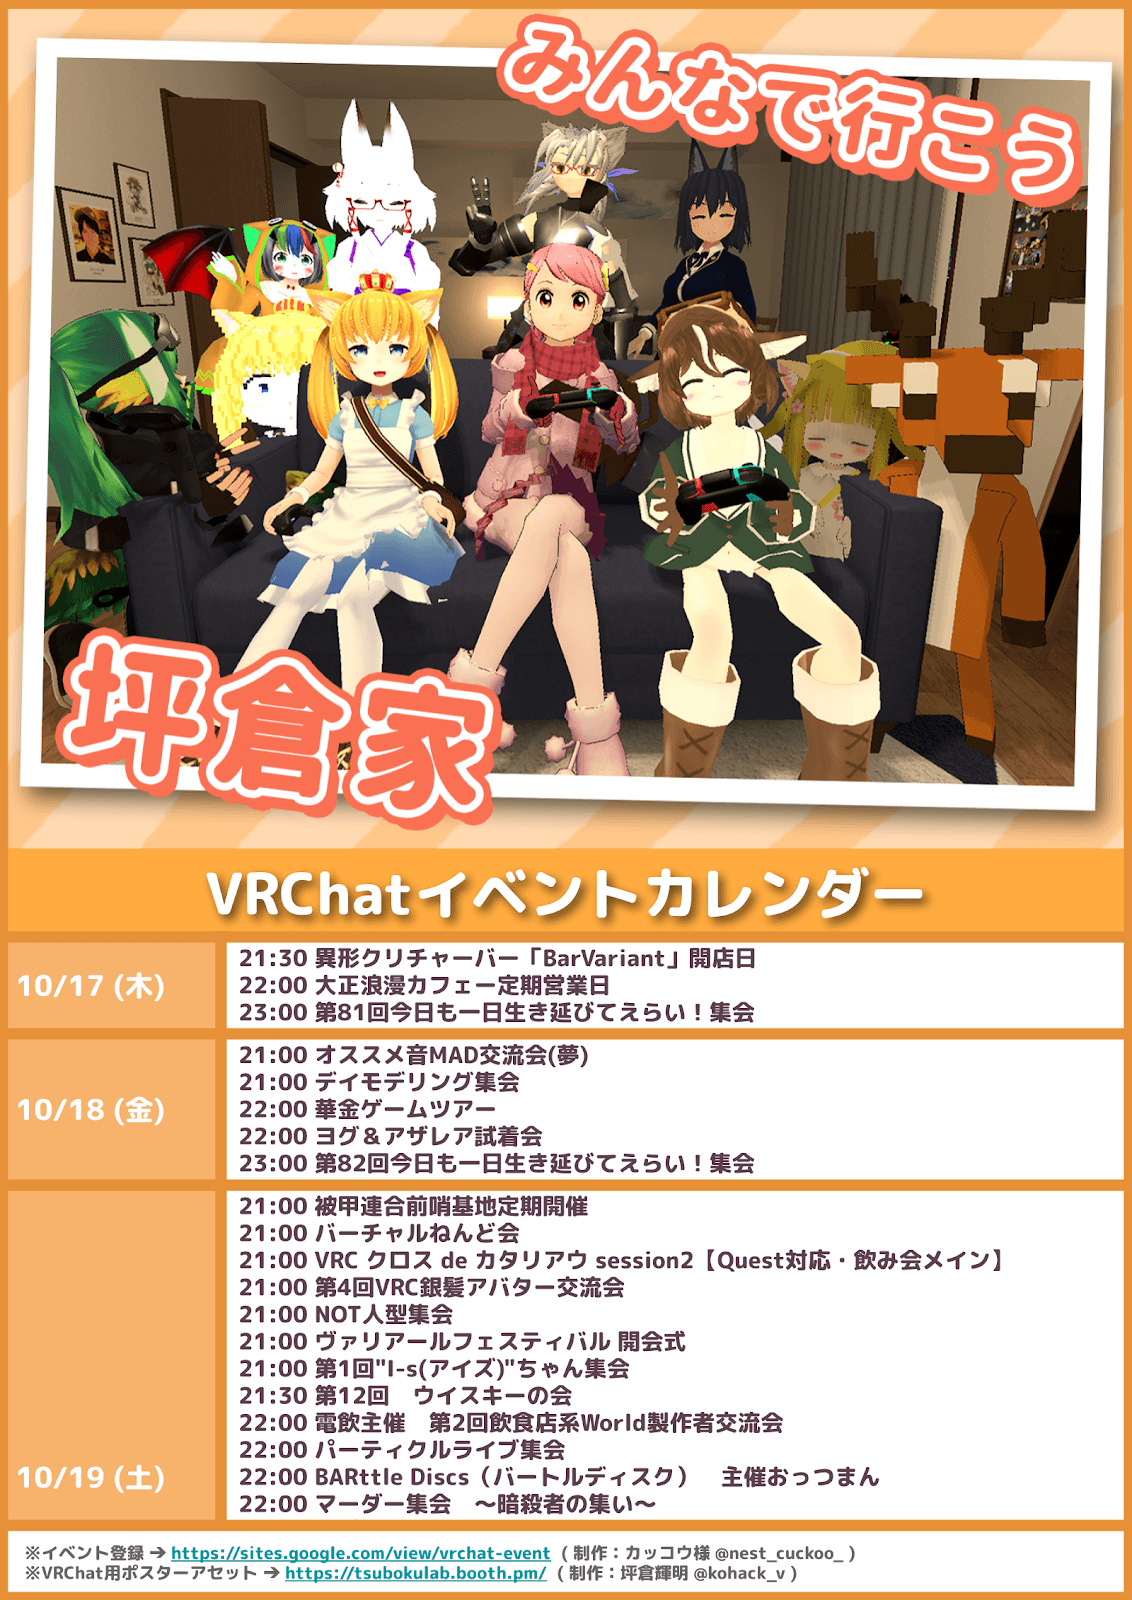 みんなで行こう
坪倉家
VRChatイベントカレンダー
10/17 (木)
21:30 異形クリチャーバー「BarVariant」開店日
22:00 大正浪漫カフェー定期営業日
23:00 第81回今日も一日生き延びてえらい！集会
10/18 (金)
21:00 オススメ音MAD交流会(夢)
21:00 デイモデリング集会
22:00 華金ゲームツアー
22:00 ヨグ＆アザレア試着会
23:00 第82回今日も一日生き延びてえらい！集会
10/19 (土)
21:00 被甲連合前哨基地定期開催
21:00 バーチャルねんど会
21:00 VRC クロス de カタリアウ session2【Quest対応・飲み会メイン】
21:00 第4回VRC銀髪アバター交流会
21:00 NOT人型集会
21:00 ヴァリアールフェスティバル 開会式
21:00 第1回"I-s(アイズ)"ちゃん集会
21:30 第12回　ウイスキーの会
22:00 電飲主催　第2回飲食店系World製作者交流会
22:00 パーティクルライブ集会
22:00 BARttle Discs（バートルディスク）　主催おっつまん
22:00 マーダー集会　～暗殺者の集い～
※イベント登録 → https://sites.google.com/view/vrchat-event （ 制作：カッコウ様 @nest_cuckoo_ ）
※VRChat用ポスターアセット → https://tsubokulab.booth.pm/ （ 制作：坪倉輝明 @kohack_v ）